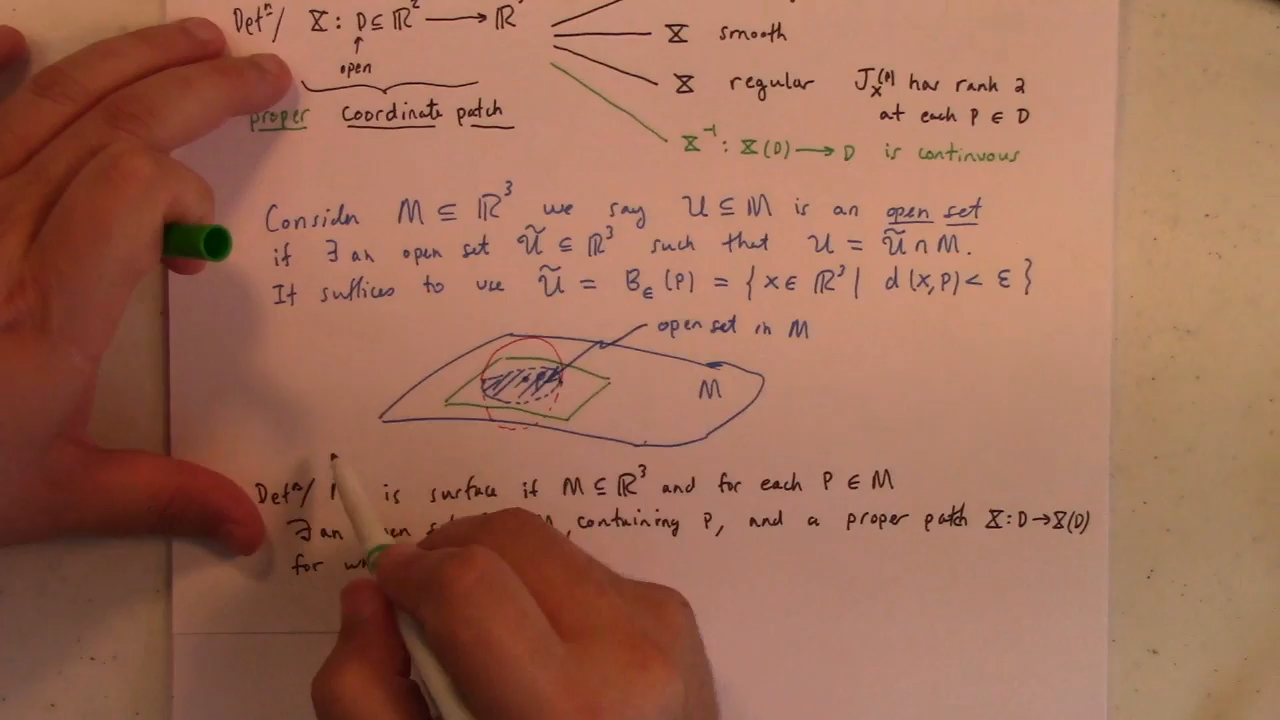 Defⁿ/ X : D ⊆ ℝ² → ℝ³
open
proper Coordinate patch
X smooth
X regular J_X(p) has rank 2
at each p ∈ D
X⁻¹ : X(D) → D is continuous
Consider M ⊆ ℝ³ we say U ⊆ M is an open set
if ∃ an open set Ũ ⊆ ℝ³ such that U = Ũ ∩ M.
It suffices to use Ũ = B_ε(p) = { x ∈ ℝ³ | d(x,p) < ε }
open set in M
M
Defⁿ/ is surface if M ⊆ ℝ³ and for each p ∈ M
∃ an containing p, and a proper patch X: D → X(D)
for